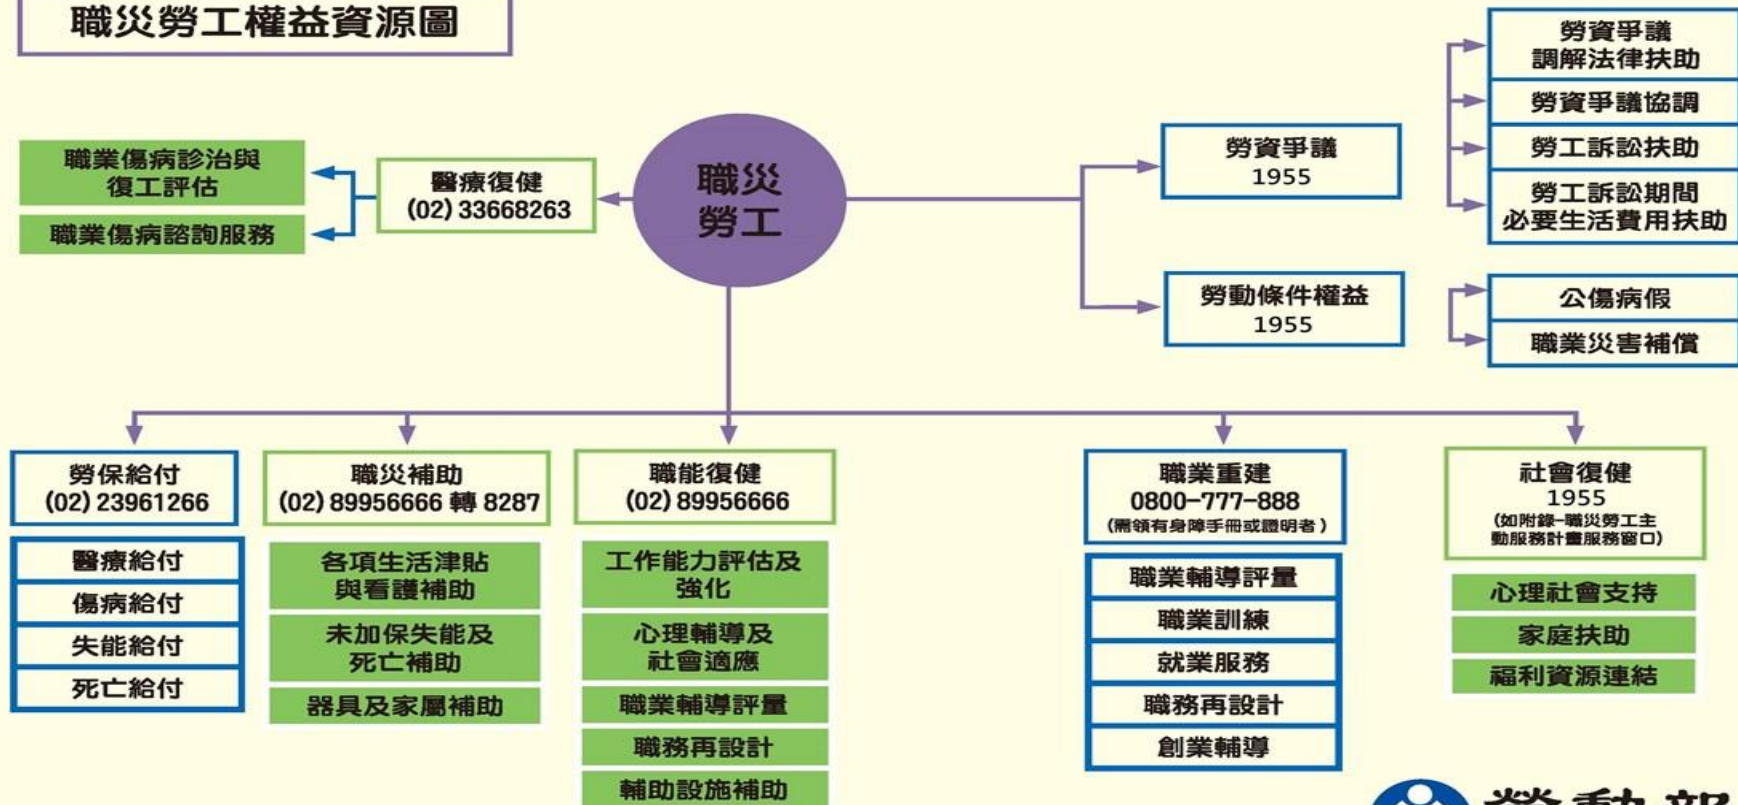 職災勞工權益資源圖
職災
勞工
醫療復健
(02) 33668263
職業傷病診治與
復工評估
職業傷病諮詢服務
勞資爭議
1955
勞資爭議
調解法律扶助
勞資爭議協調
勞工訴訟扶助
勞工訴訟期間
必要生活費用扶助
勞動條件權益
1955
公傷病假
職業災害補償
勞保給付
(02) 23961266
醫療給付
傷病給付
失能給付
死亡給付
職災補助
(02) 89956666 轉 8287
各項生活津貼
與看護補助
未加保失能及
死亡補助
器具及家屬補助
職能復健
(02) 89956666
工作能力評估及
強化
心理輔導及
社會適應
職業輔導評量
職務再設計
輔助設施補助
職業重建
0800-777-888
(需領有身障手冊或證明者)
職業輔導評量
職業訓練
就業服務
職務再設計
創業輔導
社會復健
1955
(如附錄-職災勞工主
動服務計畫服務窗口)
心理社會支持
家庭扶助
福利資源連結
勞動部